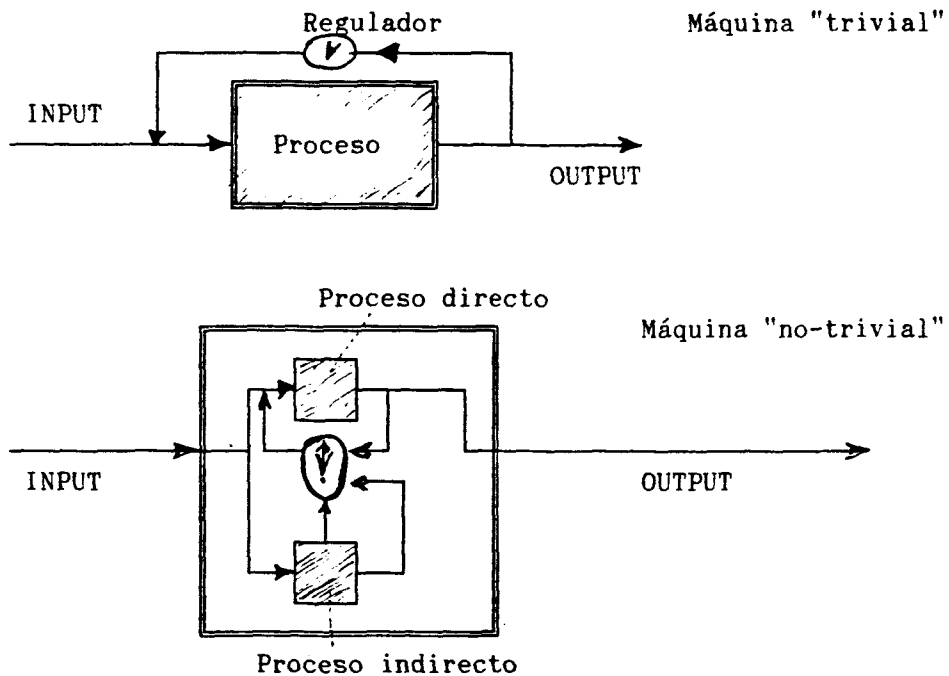 Regulador
Máquina "trivial"
INPUT
Proceso
OUTPUT
Proceso directo
Máquina "no-trivial"
INPUT
OUTPUT
Proceso indirecto